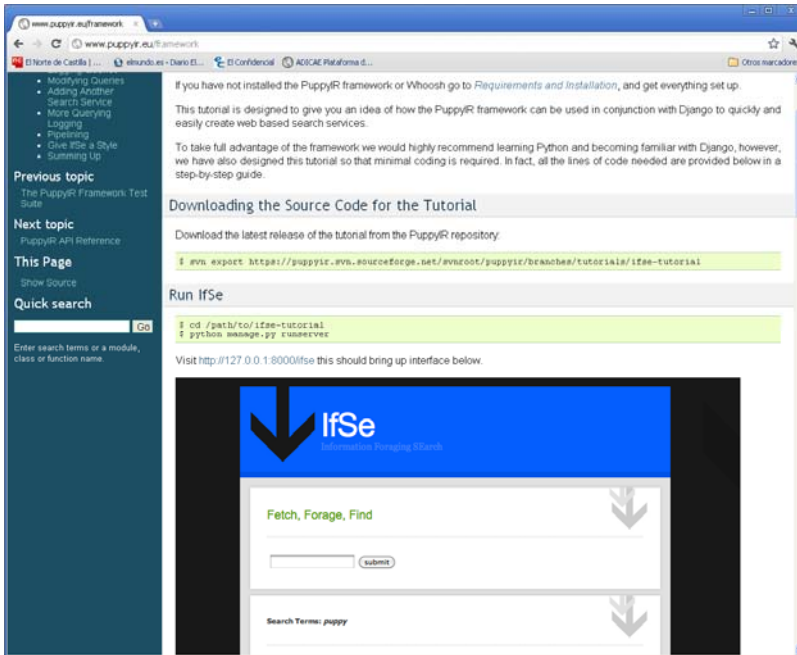 www.puppyir.eu/framework
www.puppyir.eu/framework
El Norte de Castilla | ...
elmundo.es - Diario El...
El Confidencial
ADICAE Plataforma d...
Otros marcadores
Modifying Queries
Adding Another
Search Service
More Querying
Logging
Pipelining
Give IfSe a Style
Summing Up
Previous topic
The PuppyIR Framework Test
Suite
Next topic
PuppyIR API Reference
This Page
Show Source
Quick search
Go
Enter search terms or a module,
class or function name.
If you have not installed the PuppyIR framework or Whoosh go to Requirements and Installation, and get everything set up.
This tutorial is designed to give you an idea of how the PuppyIR framework can be used in conjunction with Django to quickly and
easily create web based search services.
To take full advantage of the framework we would highly recommend learning Python and becoming familiar with Django, however,
we have also designed this tutorial so that minimal coding is required. In fact, all the lines of code needed are provided below in a
step-by-step guide.
Downloading the Source Code for the Tutorial
Download the latest release of the tutorial from the PuppyIR repository:
$ svn export https://puppyir.svn.sourceforge.net/svnroot/puppyir/branches/tutorials/ifse-tutorial
Run IfSe
$ cd /path/to/ifse-tutorial
$ python manage.py runserver
Visit http://127.0.0.1:8000/ifse this should bring up interface below.
IfSe
Information Foraging SEarch
Fetch, Forage, Find
submit
Search Terms: puppy